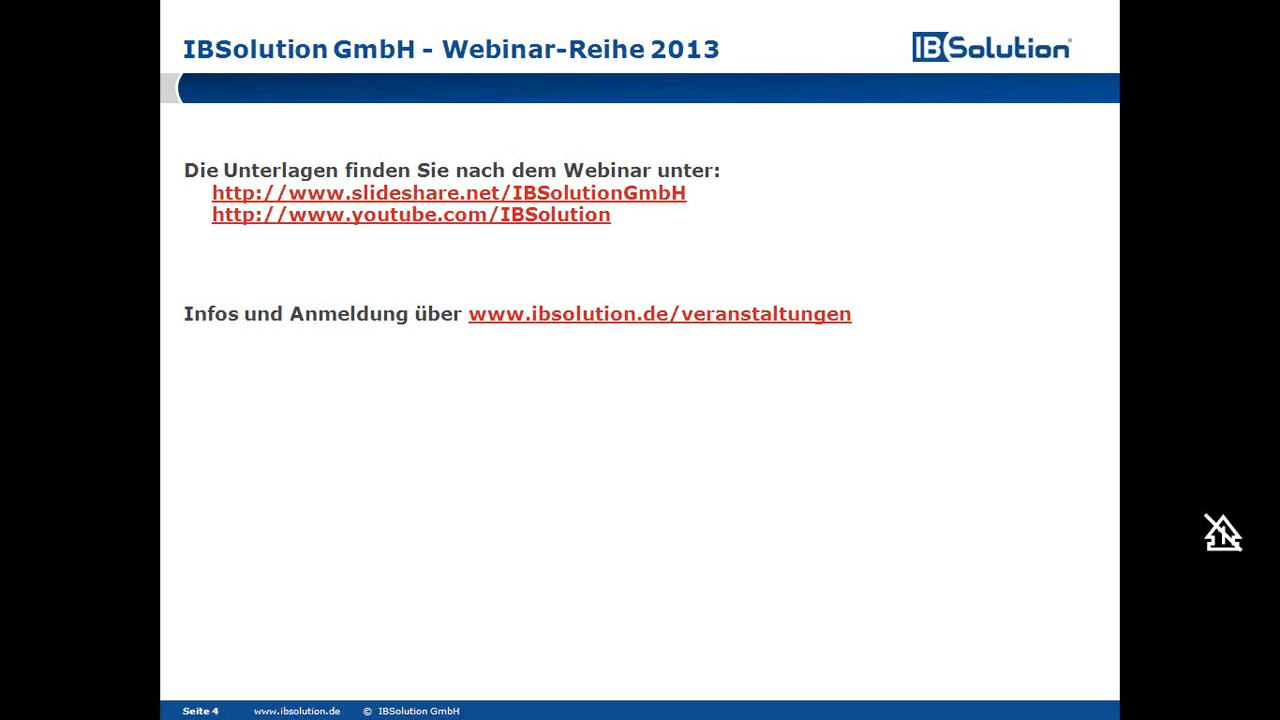 IBSolution GmbH - Webinar-Reihe 2013
IBSolution
Die Unterlagen finden Sie nach dem Webinar unter:
http://www.slideshare.net/IBSolutionGmbH
http://www.youtube.com/IBSolution
Infos und Anmeldung über www.ibsolution.de/veranstaltungen
Seite 4 www.ibsolution.de © IBSolution GmbH